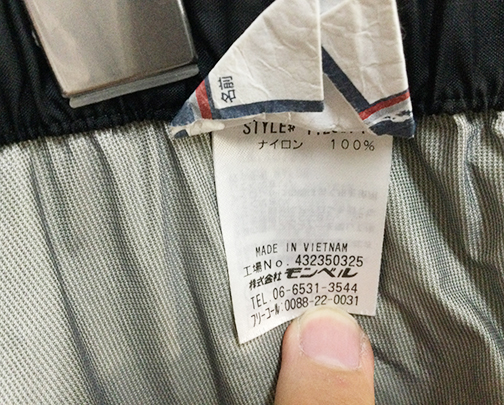 名前
STYLE#
ナイロン 100%
MADE IN VIETNAM
工場No. 432350325
株式会社 モンベル
TEL. 06-6531-3544
フリーコール: 0088-22-0031